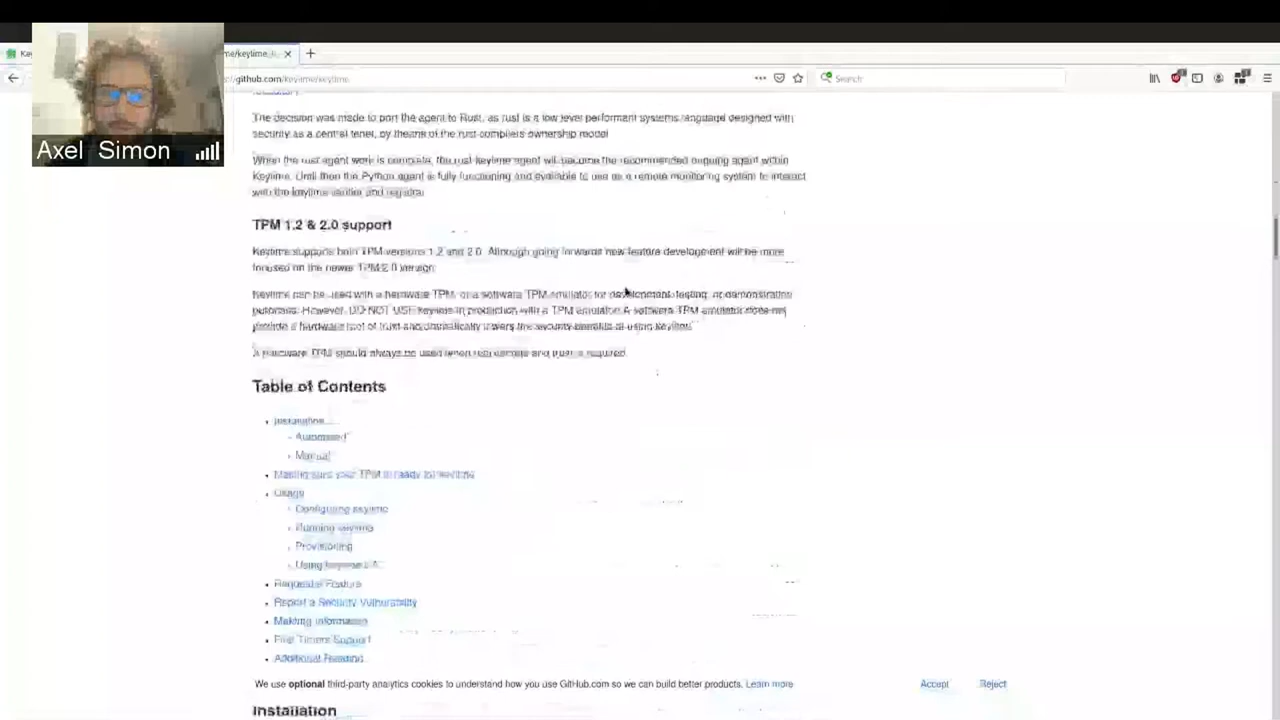 Axel Simon
Key
me/keytime
github.com/keylime/keylime
Search
The decision was made to port the agent to Rust, as rust is a low level performant systems language designed with
security as a central tenet, by means of the rust compilers ownership model
When the rust agent work is complete, the rust-keylime agent will become the recommended ongoing agent within
Keylime. Until then the Python agent is fully functioning and available to use as a remote monitoring system to interact
with the keylime verifier and registrar.
TPM 1.2 & 2.0 support
Keylime supports both TPM versions 1.2 and 2.0. Although going forwards new feature development will be more
focused on the newer TPM 2.0 version.
Keylime can be used with a hardware TPM, or a software TPM emulator for development, testing, or demonstration
purposes. However, DO NOT USE keylime in production with a TPM emulator. A software TPM emulator does not
provide a hardware root of trust and dramatically lowers the security benefits of using keylime.
A hardware TPM should always be used when real secrets and trust is required.
Table of Contents
Installation
Automated
Manual
Making sure your TPM is ready for keylime
Usage
Configuring keylime
Running keylime
Provisioning
Using keylime CA
Request a Feature
Report a Security Vulnerability
Meeting Information
First Timers Support
Additional Reading
We use optional third-party analytics cookies to understand how you use GitHub.com so we can build better products. Learn more
Accept
Reject
Installation